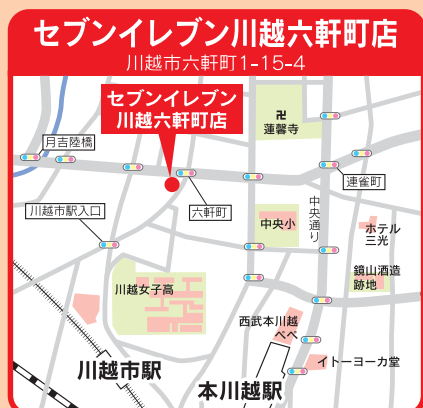 セブンイレブン川越六軒町店
川越市六軒町1-15-4
セブンイレブン
川越六軒町店
卍
蓮馨寺
月吉陸橋
連雀町
六軒町
中央通り
川越市駅入口
中央小
ホテル
三光
鏡山酒造
跡地
川越女子高
西武本川越
ペペ
イトーヨーカ堂
川越市駅
本川越駅